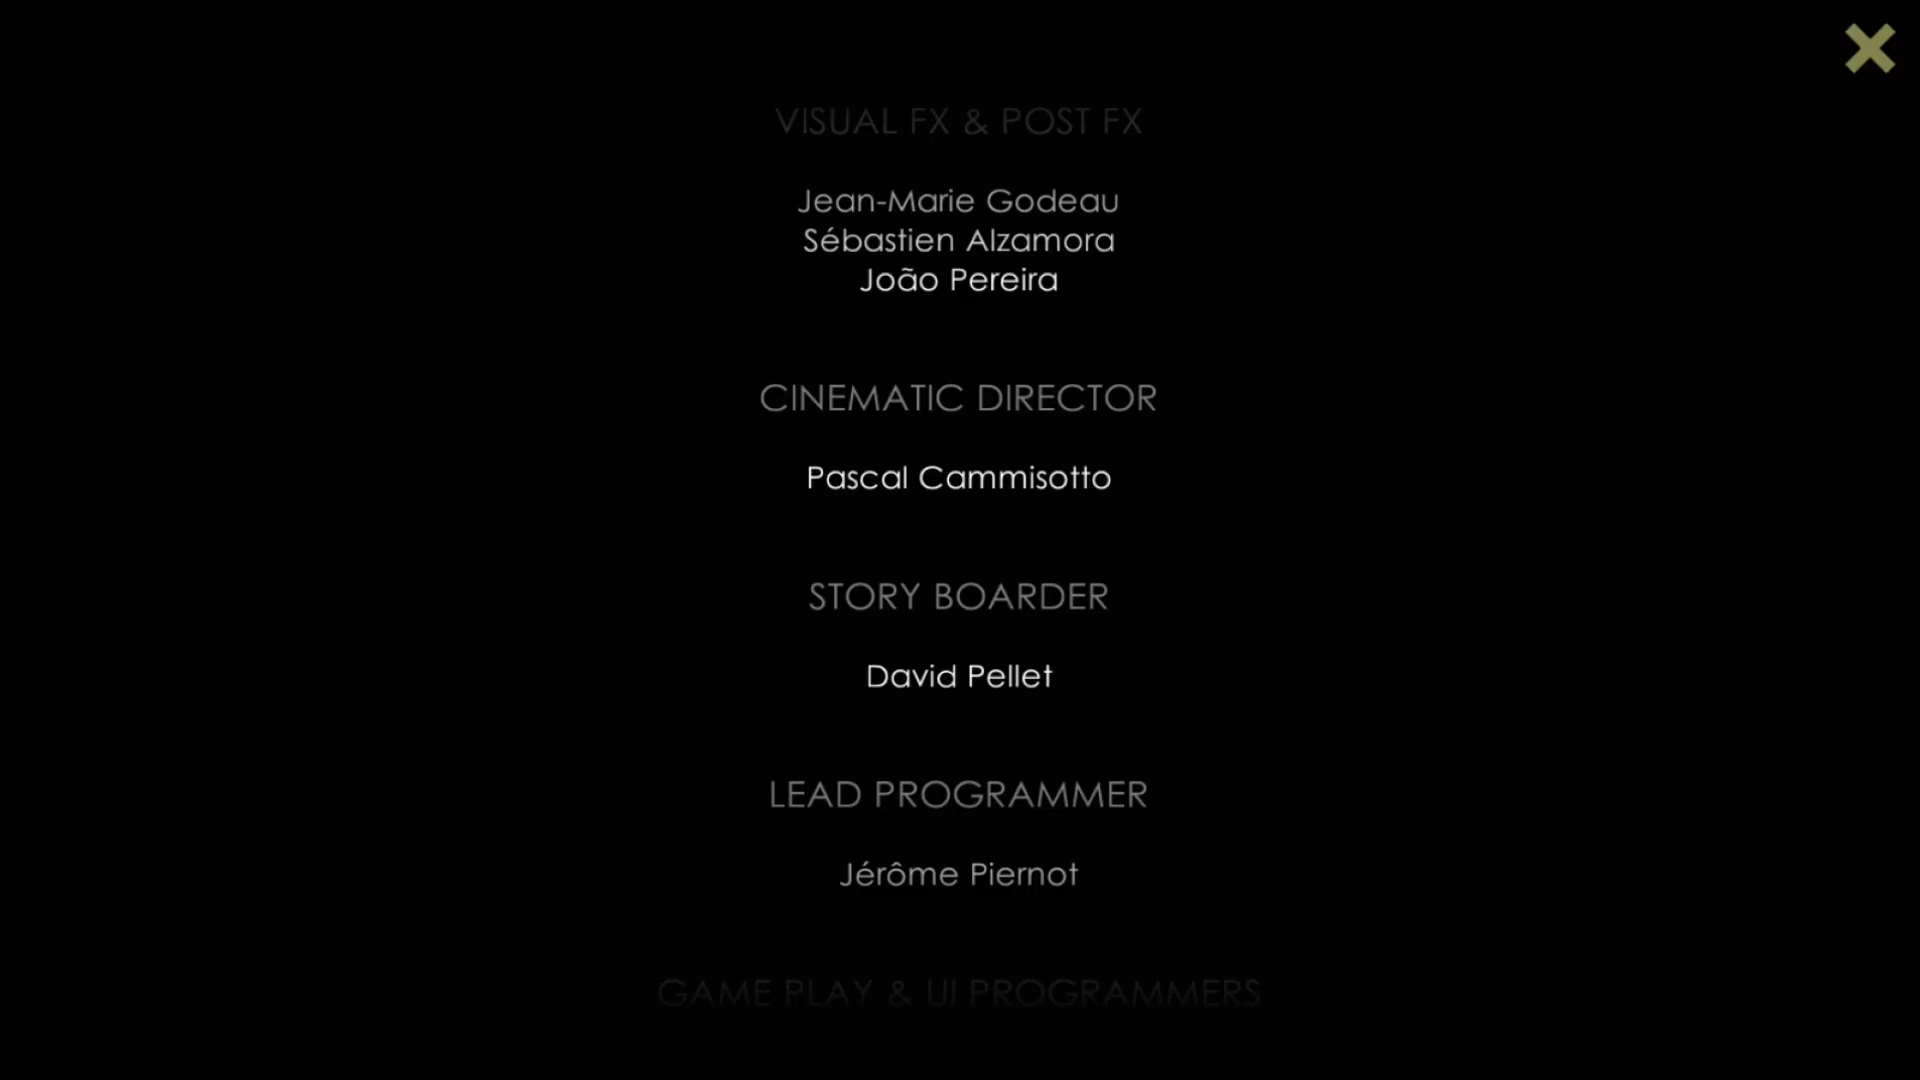 VISUAL FX & POST FX
Jean-Marie Godeau
Sébastien Alzamora
João Pereira
CINEMATIC DIRECTOR
Pascal Cammisotto
STORY BOARDER
David Pellet
LEAD PROGRAMMER
Jérôme Piernot
GAME PLAY & UI PROGRAMMERS